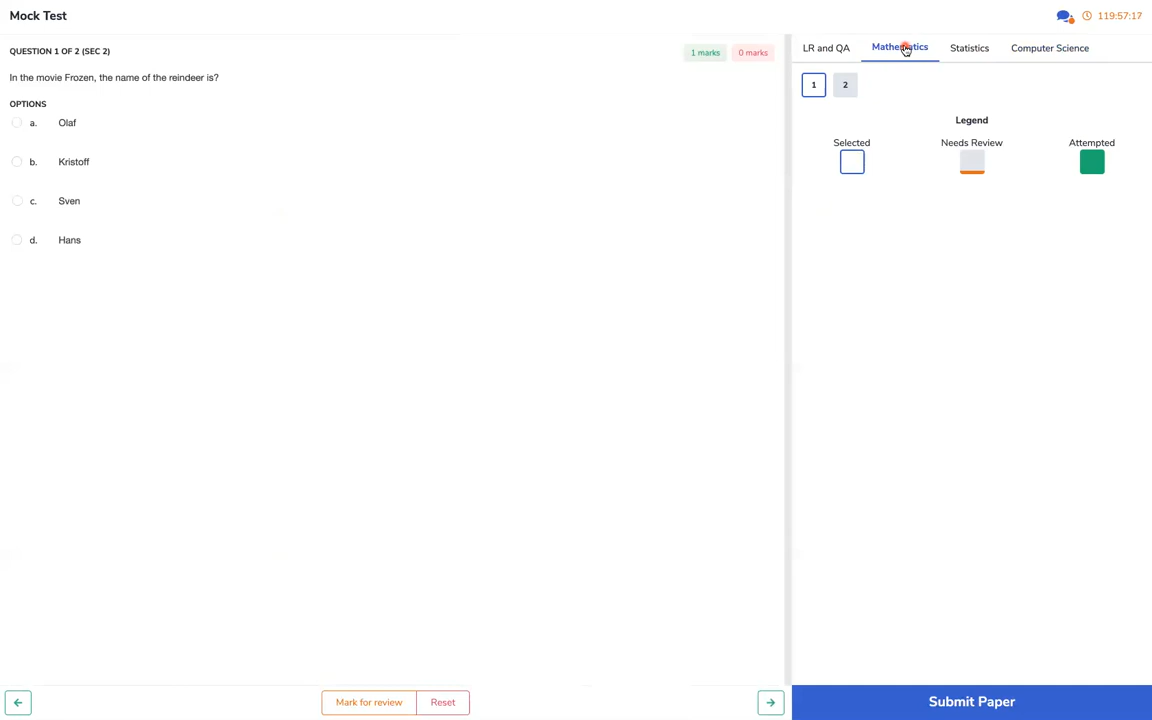 Mock Test
119:57:17
QUESTION 1 OF 2 (SEC 2)
1 marks
0 marks
In the movie Frozen, the name of the reindeer is?
OPTIONS
a. Olaf
b. Kristoff
c. Sven
d. Hans
Mark for review
Reset
LR and QA
Mathematics
Statistics
Computer Science
1
2
Legend
Selected
Needs Review
Attempted
Submit Paper